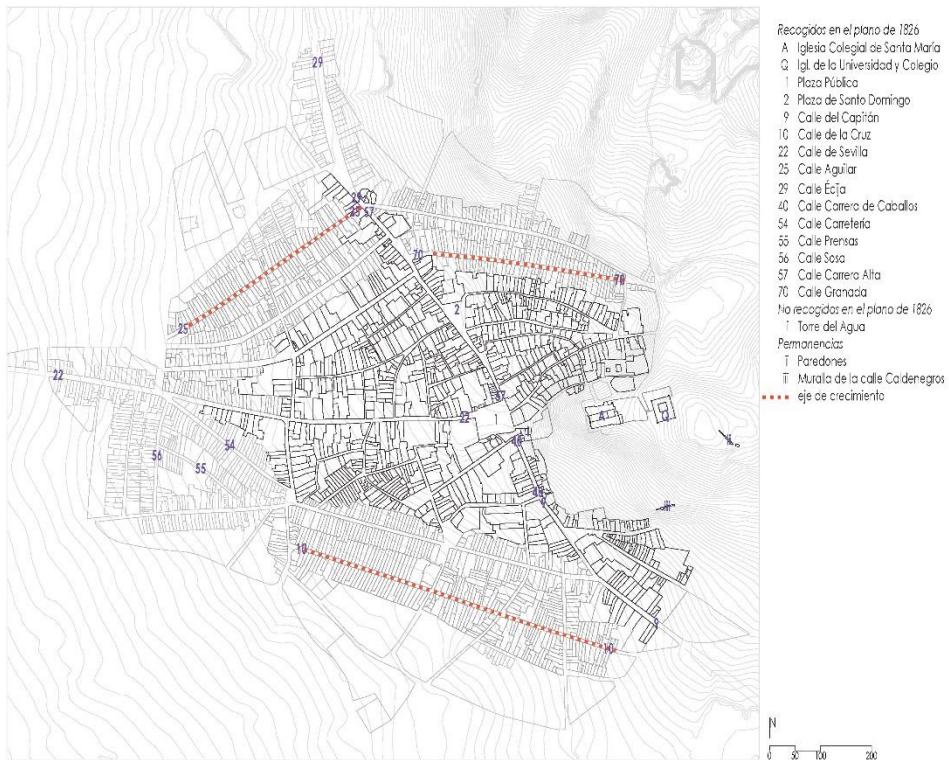 Recogidos en el plano de 1826
A Iglesia Colegial de Santa María
Q Igl. de la Universidad y Colegio
1 Plaza Pública
2 Plaza de Santo Domingo
9 Calle del Capitán
10 Calle de la Cruz
22 Calle de Sevilla
25 Calle Aguilar
29 Calle Écija
40 Calle Carrera de Caballos
54 Calle Carretería
55 Calle Prensas
56 Calle Sosa
57 Calle Carrera Alta
70 Calle Granada
No recogidos en el plano de 1826
i Torre del Agua
Permanencias
ii Muralla de la calle Caldenegros
Paredones
eje de crecimiento
29
29
25 57
70
70
2
25
22
57
22
A
Q
54
56
55
10
9
10
N
0 50 100 200